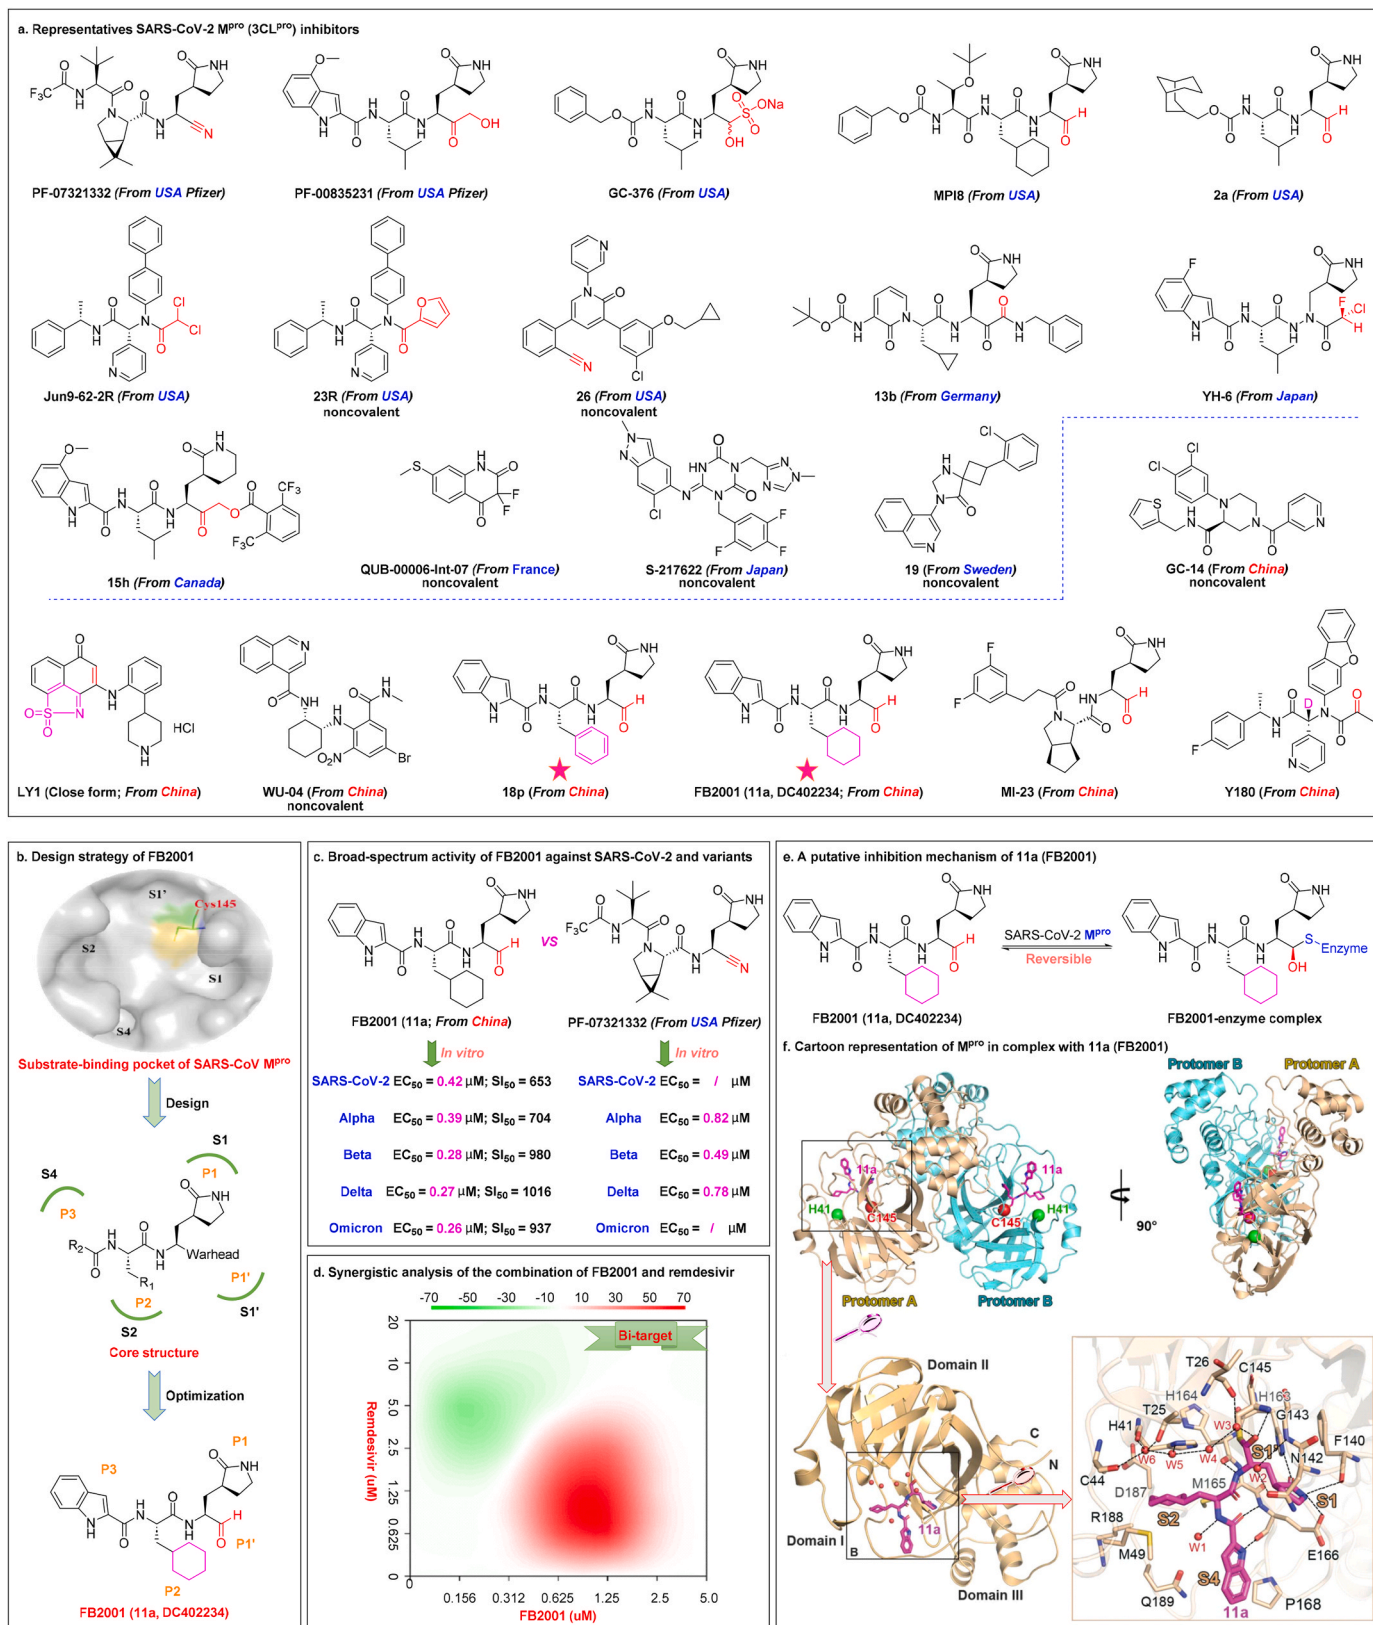 a. Representatives SARS-CoV-2 Mpro (3CLpro) inhibitors
PF-07321332 (From USA Pfizer)
PF-00835231 (From USA Pfizer)
GC-376 (From USA)
MPI8 (From USA)
2a (From USA)
Jun9-62-2R (From USA)
23R (From USA)
noncovalent
26 (From USA)
noncovalent
13b (From Germany)
YH-6 (From Japan)
15h (From Canada)
QUB-00006-Int-07 (From France)
noncovalent
S-217622 (From Japan)
noncovalent
19 (From Sweden)
noncovalent
GC-14 (From China)
noncovalent
HCl
LY1 (Close form; From China)
WU-04 (From China)
noncovalent
18p (From China)
FB2001 (11a, DC402234; From China)
MI-23 (From China)
Y180 (From China)
b. Design strategy of FB2001
S1'
Cys145
S2
S1
S4
Substrate-binding pocket of SARS-CoV Mpro
Design
S1
S4
P1
P3
R2
Warhead
R1
P1'
P2
S1'
S2
Core structure
Optimization
P1
P3
P1'
P2
FB2001 (11a, DC402234)
c. Broad-spectrum activity of FB2001 against SARS-CoV-2 and variants
VS
FB2001 (11a; From China)
PF-07321332 (From USA Pfizer)
In vitro
In vitro
SARS-CoV-2 EC50 = 0.42 μM; SI50 = 653
SARS-CoV-2 EC50 = / μM
Alpha EC50 = 0.39 μM; SI50 = 704
Alpha EC50 = 0.82 μM
Beta EC50 = 0.28 μM; SI50 = 980
Beta EC50 = 0.49 μM
Delta EC50 = 0.27 μM; SI50 = 1016
Delta EC50 = 0.78 μM
Omicron EC50 = 0.26 μM; SI50 = 937
Omicron EC50 = / μM
d. Synergistic analysis of the combination of FB2001 and remdesivir
-70 -50 -30 -10 10 30 50 70
Bi-target
20
10
5.0
2.5
1.25
0.625
0
Remdesivir (uM)
0 0.156 0.312 0.625 1.25 2.5 5.0
FB2001 (uM)
e. A putative inhibition mechanism of 11a (FB2001)
SARS-CoV-2 Mpro
Reversible
S
Enzyme
OH
FB2001 (11a, DC402234)
FB2001-enzyme complex
f. Cartoon representation of Mpro in complex with 11a (FB2001)
Protomer B
Protomer A
11a
11a
H41
C145
C145
H41
90°
Protomer A
Protomer B
Domain II
C
N
11a
Domain I
B
Domain III
T26
C145
H164
H163
T25
G143
H41
W3
F140
S1'
N142
W6
W5
W4
W2
C44
M165
D187
S1
S2
R188
W1
M49
E166
S4
Q189
11a
P168